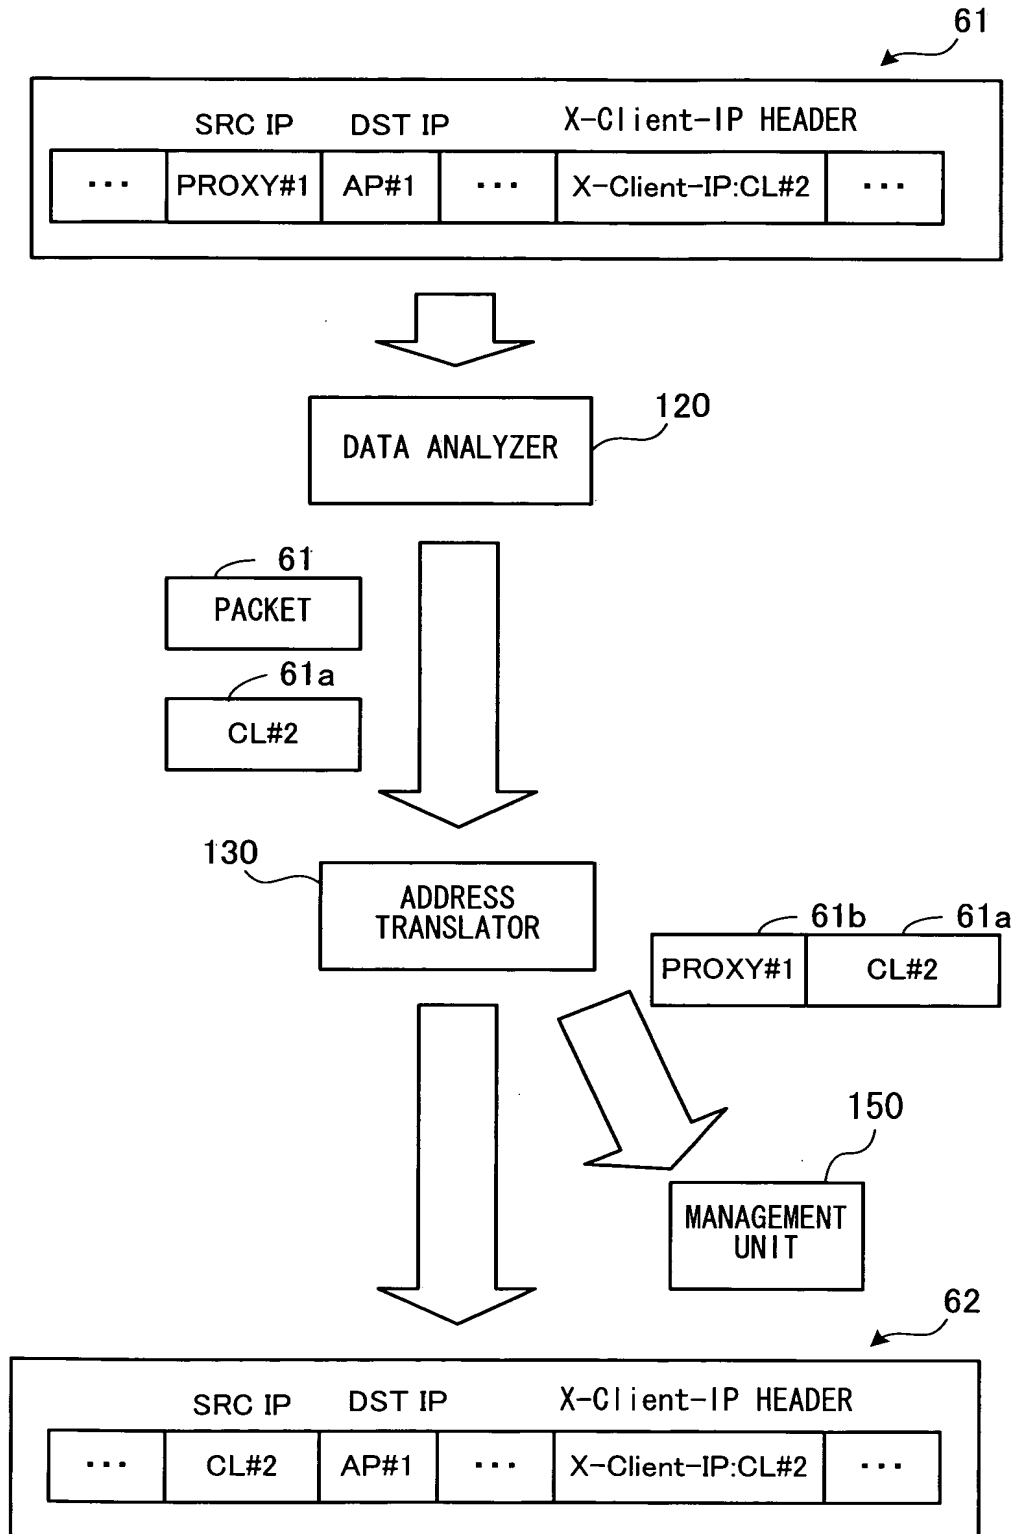 61
SRC IP DST IP X-Client-IP HEADER
··· PROXY#1 AP#1 ··· X-Client-IP:CL#2 ···
120
DATA ANALYZER
61
PACKET
61a
CL#2
130
ADDRESS
TRANSLATOR
61b 61a
PROXY#1 CL#2
150
MANAGEMENT
UNIT
62
SRC IP DST IP X-Client-IP HEADER
··· CL#2 AP#1 ··· X-Client-IP:CL#2 ···